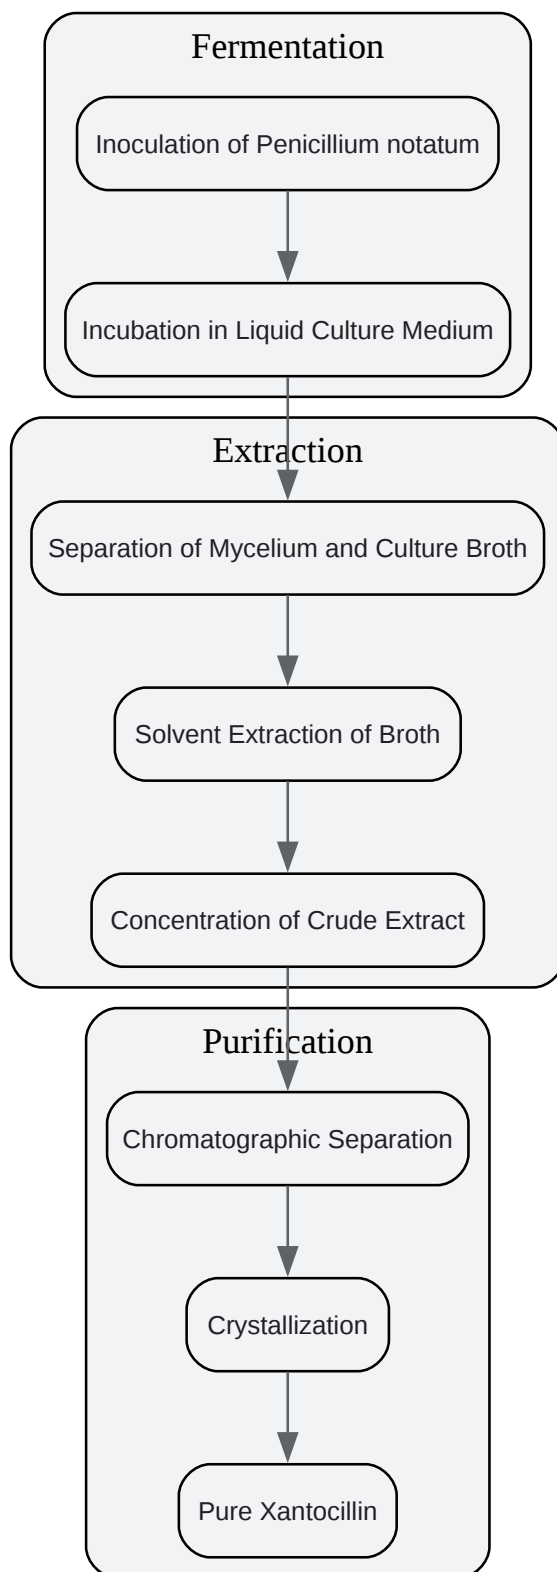 Fermentation
Inoculation of Penicillium notatum
Incubation in Liquid Culture Medium
Extraction
Separation of Mycelium and Culture Broth
Solvent Extraction of Broth
Concentration of Crude Extract
Purification
Chromatographic Separation
Crystallization
Pure Xantocillin